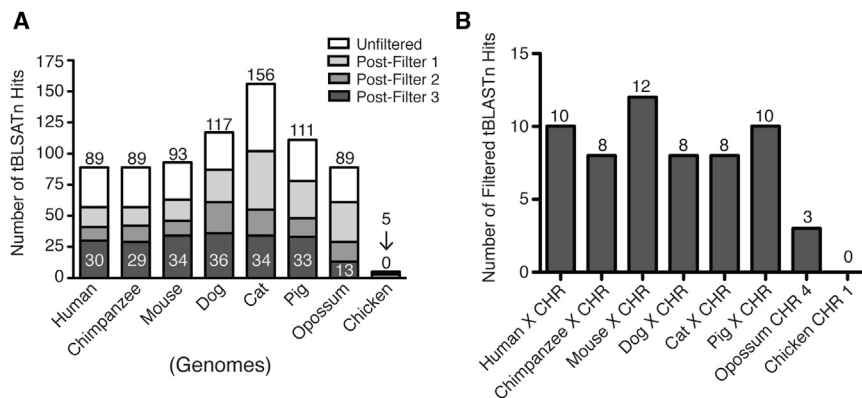 A
Number of tBLSATn Hits
175
150
125
100
75
50
25
0
Unfiltered
Post-Filter 1
Post-Filter 2
Post-Filter 3
89
89
93
117
156
111
89
5
30
29
34
36
34
33
13
0
Human
Chimpanzee
Mouse
Dog
Cat
Pig
Opossum
Chicken
(Genomes)
B
Number of Filtered tBLASTn Hits
15
10
5
0
10
8
12
8
8
10
3
0
Human X CHR
Chimpanzee X CHR
Mouse X CHR
Dog X CHR
Cat X CHR
Pig X CHR
Opossum CHR 4
Chicken CHR 1